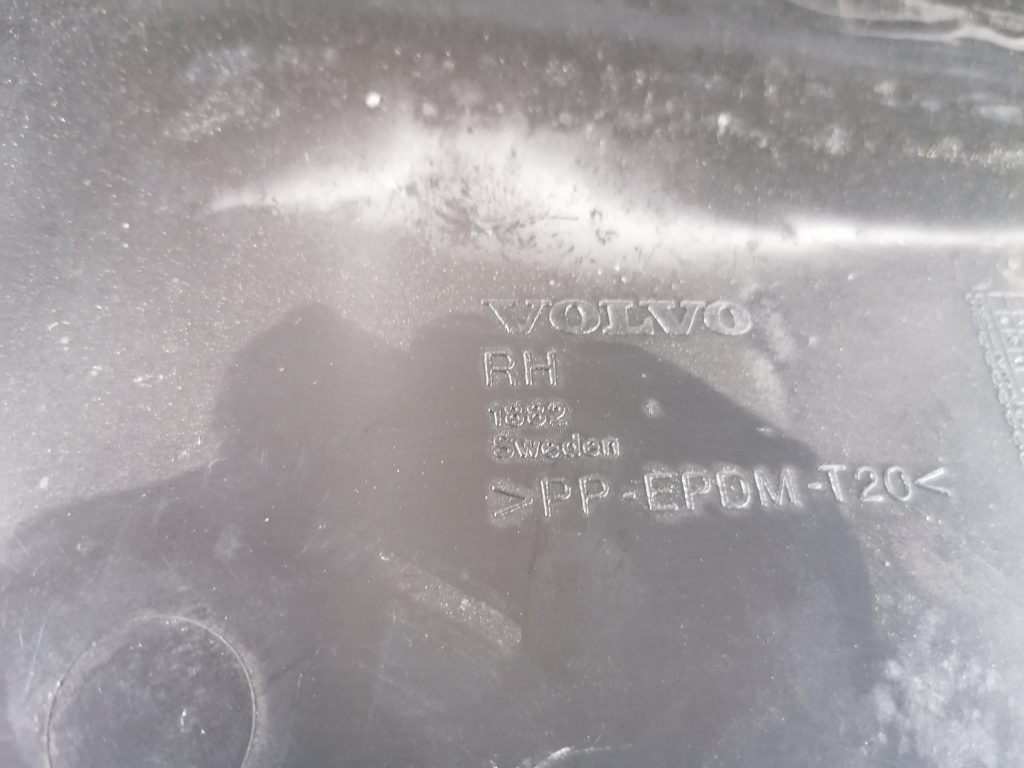 VOLVO
RH
1882
Sweden
>PP-EPDM-T20<